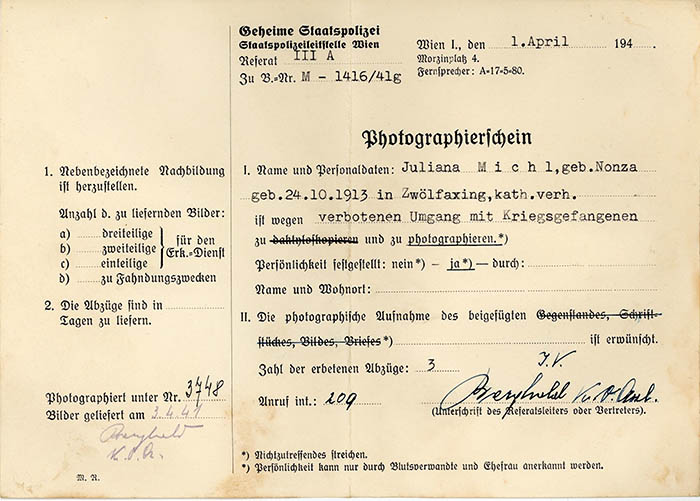 Geheime Staatspolizei
Staatspolizeileitstelle Wien
Referat III A
Zu B.=Nr. M - 1416/41g
Wien I., den 1.April 194 .
Morzinplatz 4.
Fernsprecher: A=17=5=80.
Photographierschein
1. Nebenbezeichnete Nachbildung
ist herzustellen.
Anzahl d. zu liefernden Bilder:
a) dreiteilige
b) zweiteilige
c) einteilige
für den
Erk.=Dienst
d) zu Fahndungszwecken
2. Die Abzüge sind in
Tagen zu liefern.
Photographiert unter Nr. 3748
Bilder geliefert am 3.4.41
K. O. A.
M. R.
I. Name und Personaldaten: Juliana M i c h l,geb.Nonza
geb.24.10.1913 in Zwölfaxing,kath.verh.
ist wegen verbotenen Umgang mit Kriegsgefangenen
zu daktyloskopieren und zu photographieren.*)
Persönlichkeit festgestellt: nein*) – ja*) – durch:
Name und Wohnort:
II. Die photographische Aufnahme des beigefügten Gegenstandes, Schrift-
stückes, Bildes, Briefes*) ist erwünscht.
Zahl der erbetenen Abzüge: 3 I.V.
Anruf int.: 209
(Unterschrift des Referatsleiters oder Vertreters).
*) Nichtzutreffendes streichen.
*) Persönlichkeit kann nur durch Blutsverwandte und Ehefrau anerkannt werden.